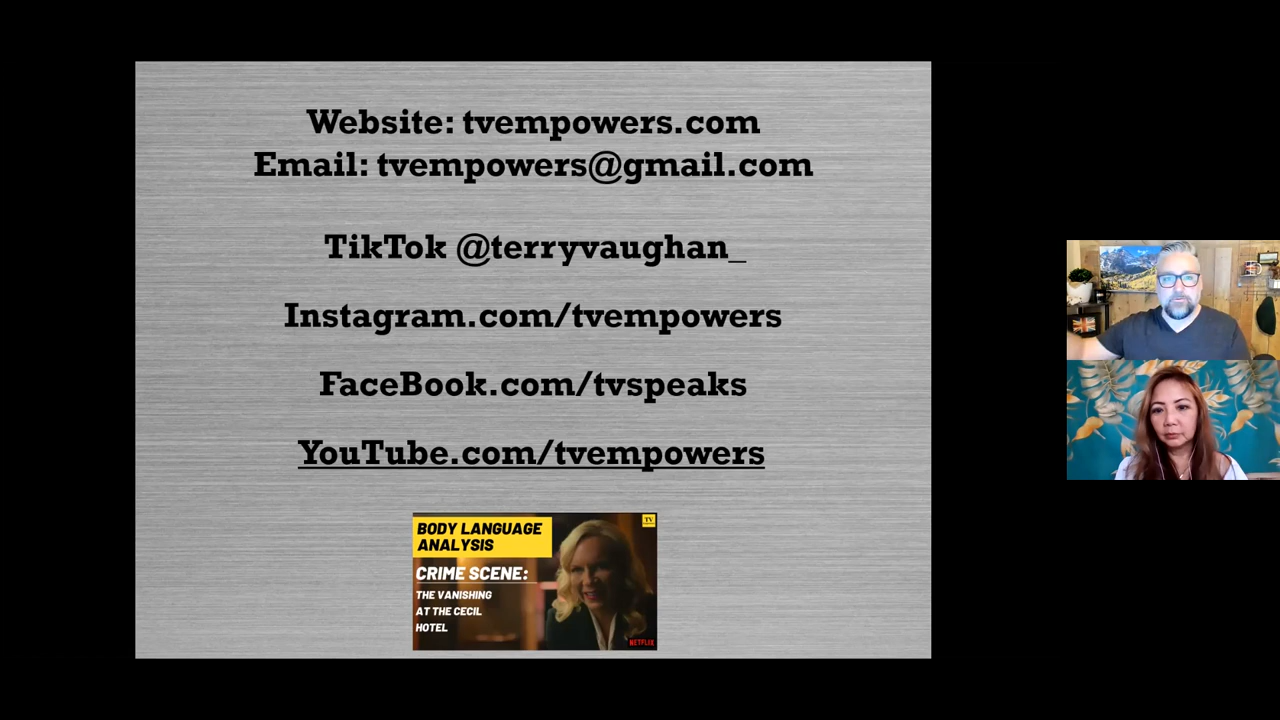 Website: tvempowers.com
Email: tvempowers@gmail.com
TikTok @terryvaughan_
Instagram.com/tvempowers
FaceBook.com/tvspeaks
YouTube.com/tvempowers
BODY LANGUAGE
ANALYSIS
TV
CRIME SCENE:
THE VANISHING
AT THE CECIL
HOTEL
NETFLIX